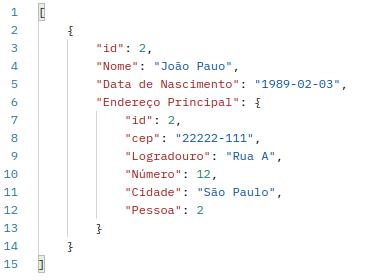 1 [
2 {
3 "id": 2,
4 "Nome": "João Pauo",
5 "Data de Nascimento": "1989-02-03",
6 "Endereço Principal": {
7 "id": 2,
8 "cep": "22222-111",
9 "Logradouro": "Rua A",
10 "Número": 12,
11 "Cidade": "São Paulo",
12 "Pessoa": 2
13 }
14 }
15 ]